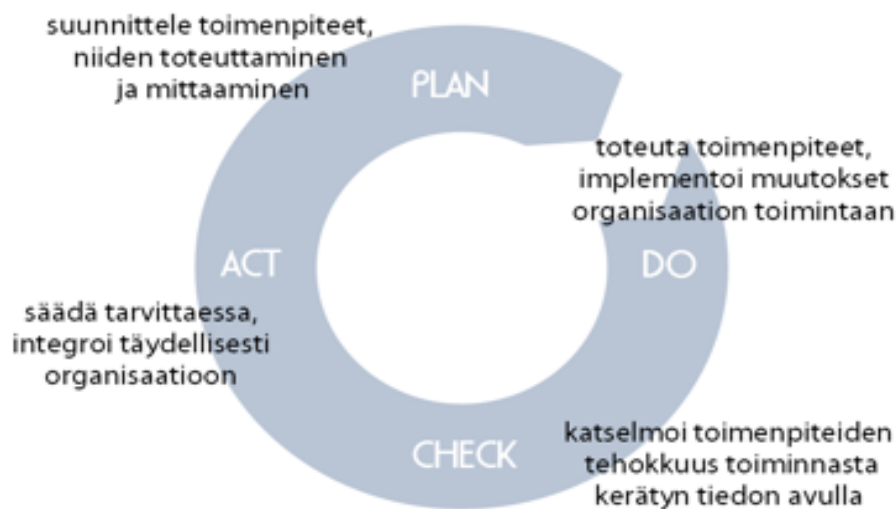 suunnittele toimenpiteet,
niiden toteuttaminen
ja mittaaminen
PLAN
toteuta toimenpiteet,
implementoi muutokset
organisaation toimintaan
DO
ACT
säädä tarvittaessa,
integroi täydellisesti
organisaatioon
CHECK
katselmoi toimenpiteiden
tehokkuus toiminnasta
kerätyn tiedon avulla